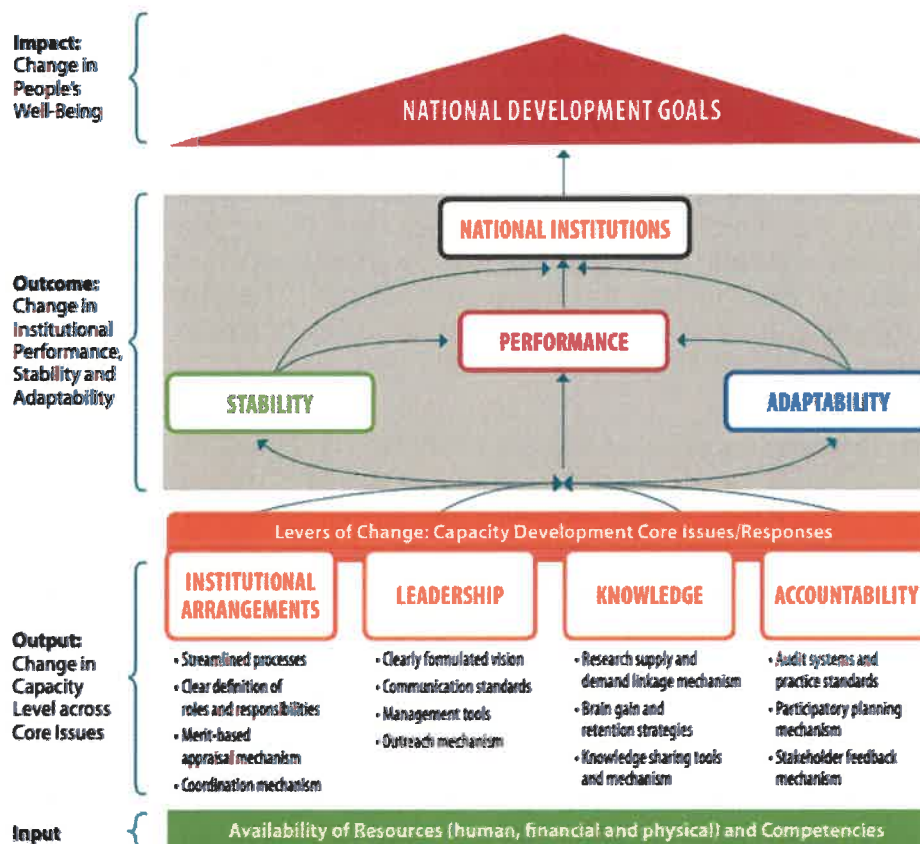 Impact:
Change in
People's
Well-Being
NATIONAL DEVELOPMENT GOALS
NATIONAL INSTITUTIONS
Outcome:
Change in
Institutional
Performance,
Stability and
Adaptability
PERFORMANCE
STABILITY
ADAPTABILITY
Levers of Change: Capacity Development Core Issues/Responses
Output:
Change in
Capacity
Level across
Core Issues
INSTITUTIONAL
ARRANGEMENTS
• Streamlined processes
• Clear definition of
roles and responsibilities
• Merit-based
appraisal mechanism
• Coordination mechanism
LEADERSHIP
• Clearly formulated vision
• Communication standards
• Management tools
• Outreach mechanism
KNOWLEDGE
• Research supply and
demand linkage mechanism
• Brain gain and
retention strategies
• Knowledge sharing tools
and mechanism
ACCOUNTABILITY
• Audit systems and
practice standards
• Participatory planning
mechanism
• Stakeholder feedback
mechanism
Input
Availability of Resources (human, financial and physical) and Competencies